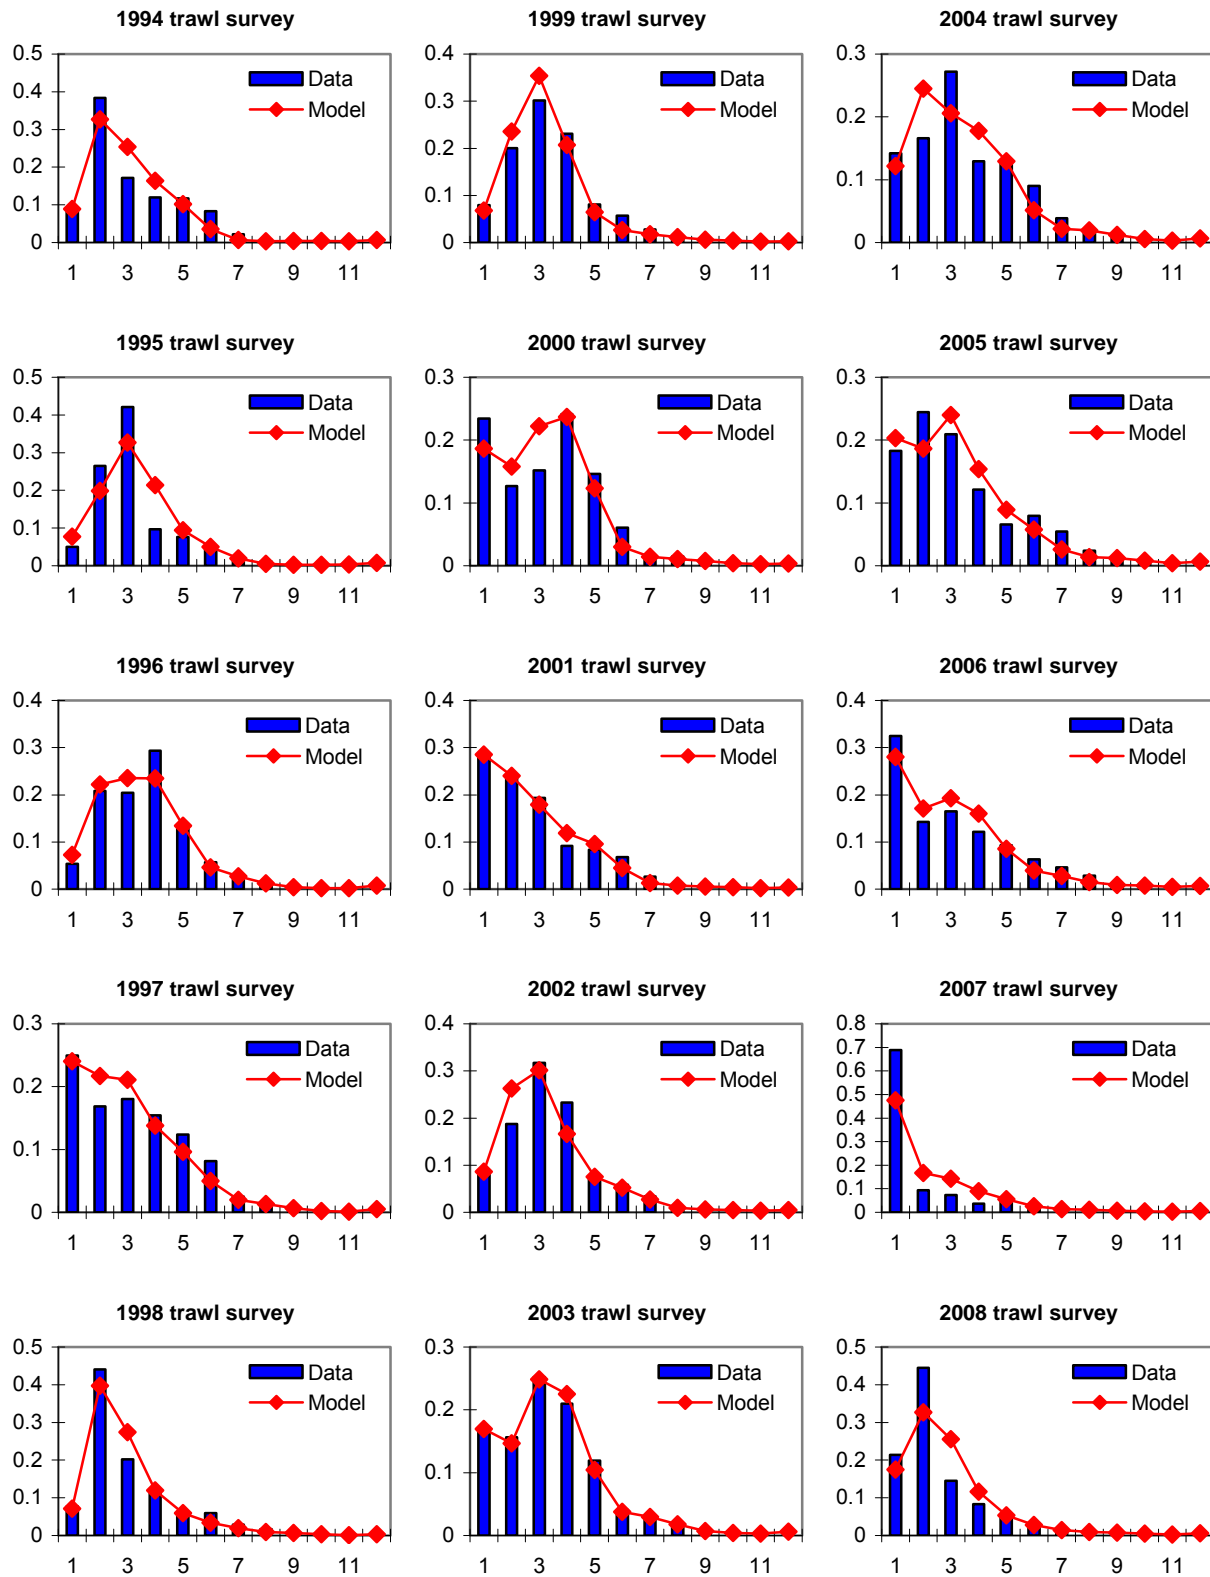 1994 trawl survey
0.5
0.4
0.3
0.2
0.1
0
Data
Model
1 3 5 7 9 11
1999 trawl survey
0.4
0.3
0.2
0.1
0
Data
Model
1 3 5 7 9 11
2004 trawl survey
0.3
0.2
0.1
0
Data
Model
1 3 5 7 9 11
1995 trawl survey
0.5
0.4
0.3
0.2
0.1
0
Data
Model
1 3 5 7 9 11
2000 trawl survey
0.3
0.2
0.1
0
Data
Model
1 3 5 7 9 11
2005 trawl survey
0.3
0.2
0.1
0
Data
Model
1 3 5 7 9 11
1996 trawl survey
0.4
0.3
0.2
0.1
0
Data
Model
1 3 5 7 9 11
2001 trawl survey
0.4
0.3
0.2
0.1
0
Data
Model
1 3 5 7 9 11
2006 trawl survey
0.4
0.3
0.2
0.1
0
Data
Model
1 3 5 7 9 11
1997 trawl survey
0.3
0.2
0.1
0
Data
Model
1 3 5 7 9 11
2002 trawl survey
0.4
0.3
0.2
0.1
0
Data
Model
1 3 5 7 9 11
2007 trawl survey
0.8
0.7
0.6
0.5
0.4
0.3
0.2
0.1
0
Data
Model
1 3 5 7 9 11
1998 trawl survey
0.5
0.4
0.3
0.2
0.1
0
Data
Model
1 3 5 7 9 11
2003 trawl survey
0.3
0.2
0.1
0
Data
Model
1 3 5 7 9 11
2008 trawl survey
0.5
0.4
0.3
0.2
0.1
0
Data
Model
1 3 5 7 9 11